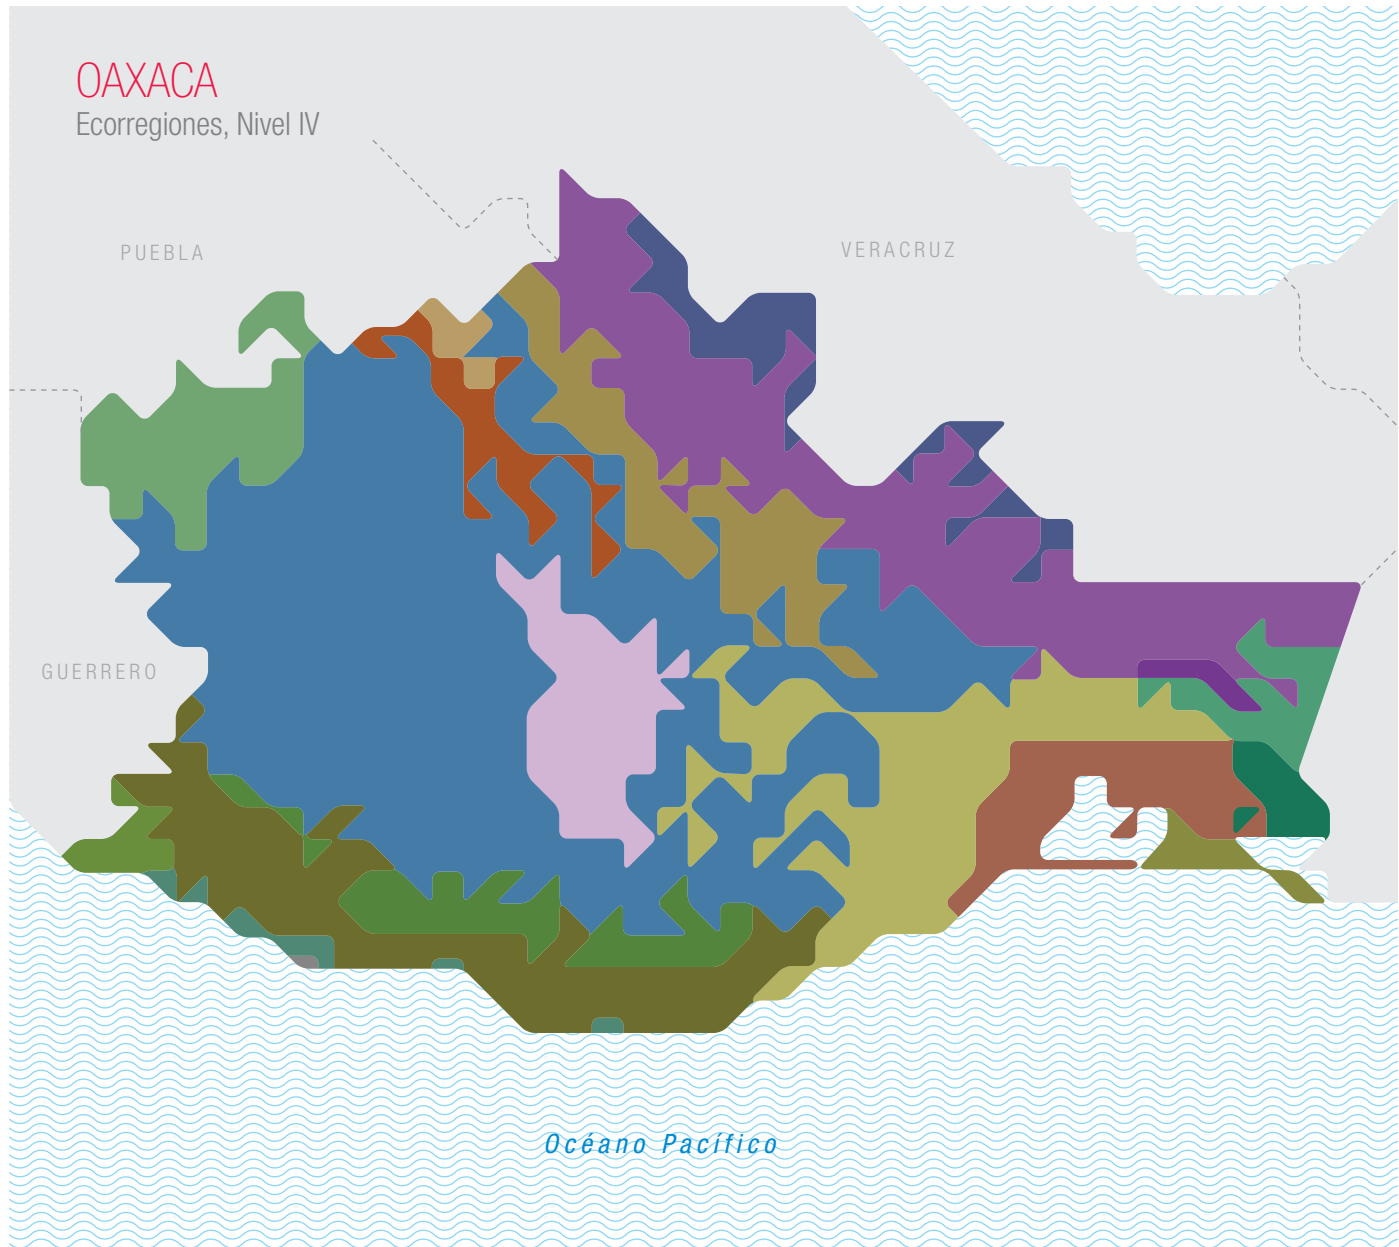 OAXACA
Ecorregiones, Nivel IV
PUEBLA
VERACRUZ
GUERRERO
Océano Pacífico